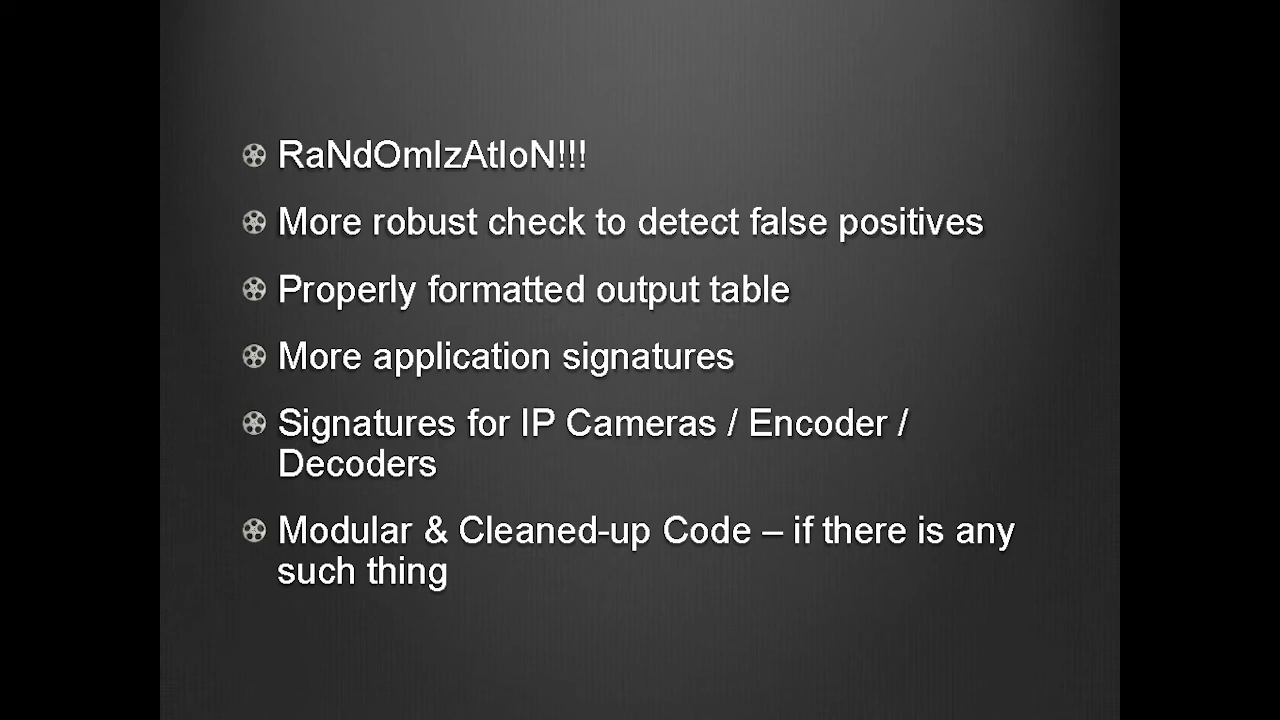 RaNdOmIzAtIoN!!!
More robust check to detect false positives
Properly formatted output table
More application signatures
Signatures for IP Cameras / Encoder /
Decoders
Modular & Cleaned-up Code – if there is any
such thing